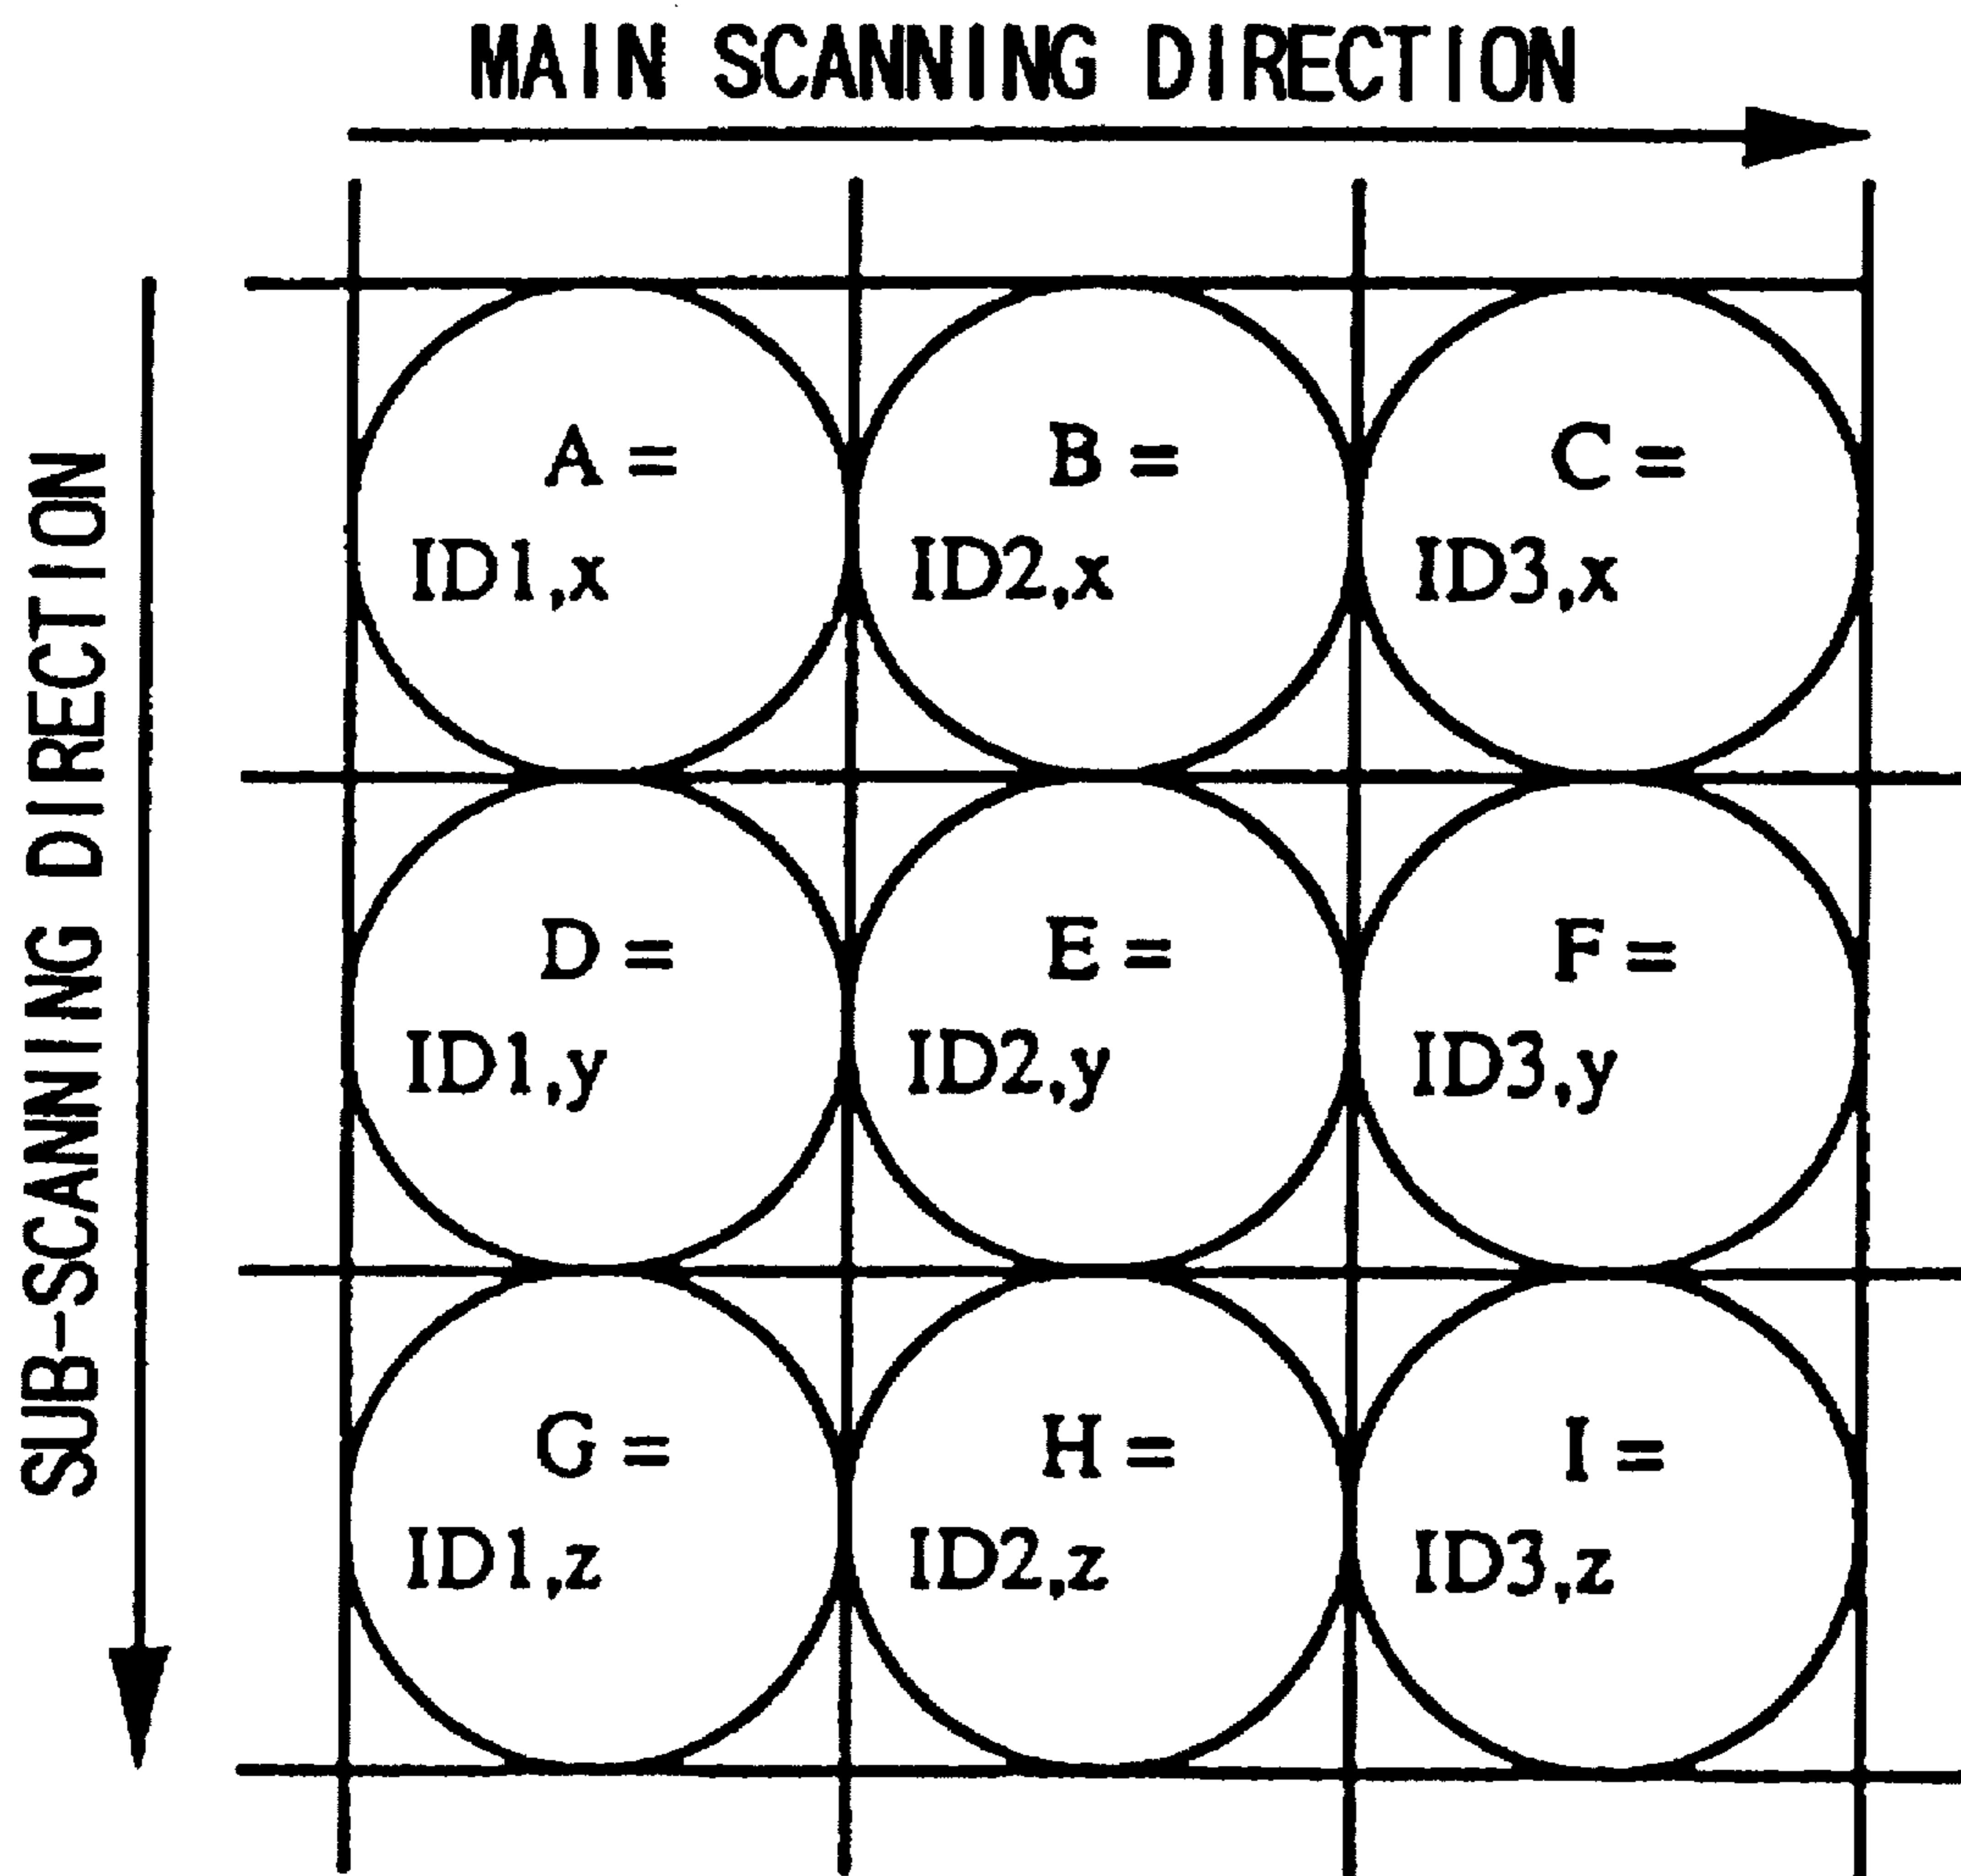 MAIN SCANNING DIRECTION
SUB-SCANNING DIRECTION
A =
ID1,x
B =
ID2,x
C =
ID3,x
D =
ID1,y
E =
ID2,y
F =
ID3,y
G =
ID1,z
H =
ID2,z
I =
ID3,z